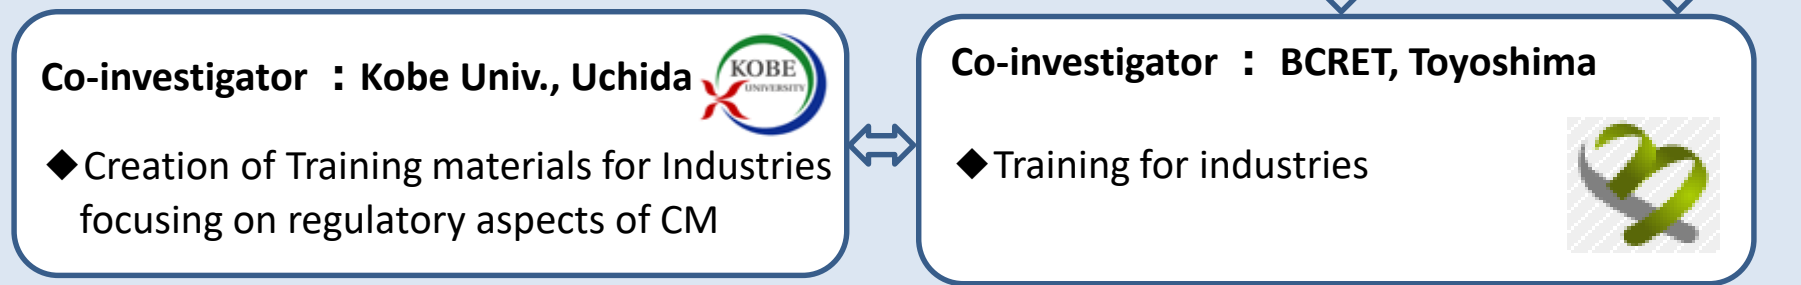 Co-investigator ：Kobe Univ., Uchida
KOBE
UNIVERSITY
◆Creation of Training materials for Industries
focusing on regulatory aspects of CM
Co-investigator ： BCRET, Toyoshima
◆Training for industries